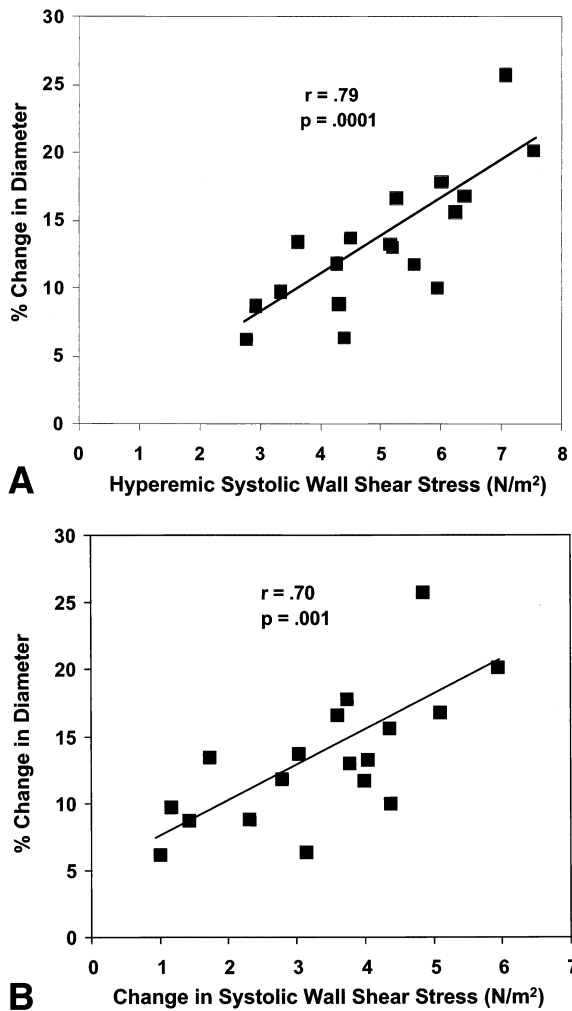 30
25
20
15
10
5
0
% Change in Diameter
r = .79
p = .0001
0 1 2 3 4 5 6 7 8
Hyperemic Systolic Wall Shear Stress (N/m²)
A
30
25
20
15
10
5
0
% Change in Diameter
r = .70
p = .001
0 1 2 3 4 5 6 7
Change in Systolic Wall Shear Stress (N/m²)
B